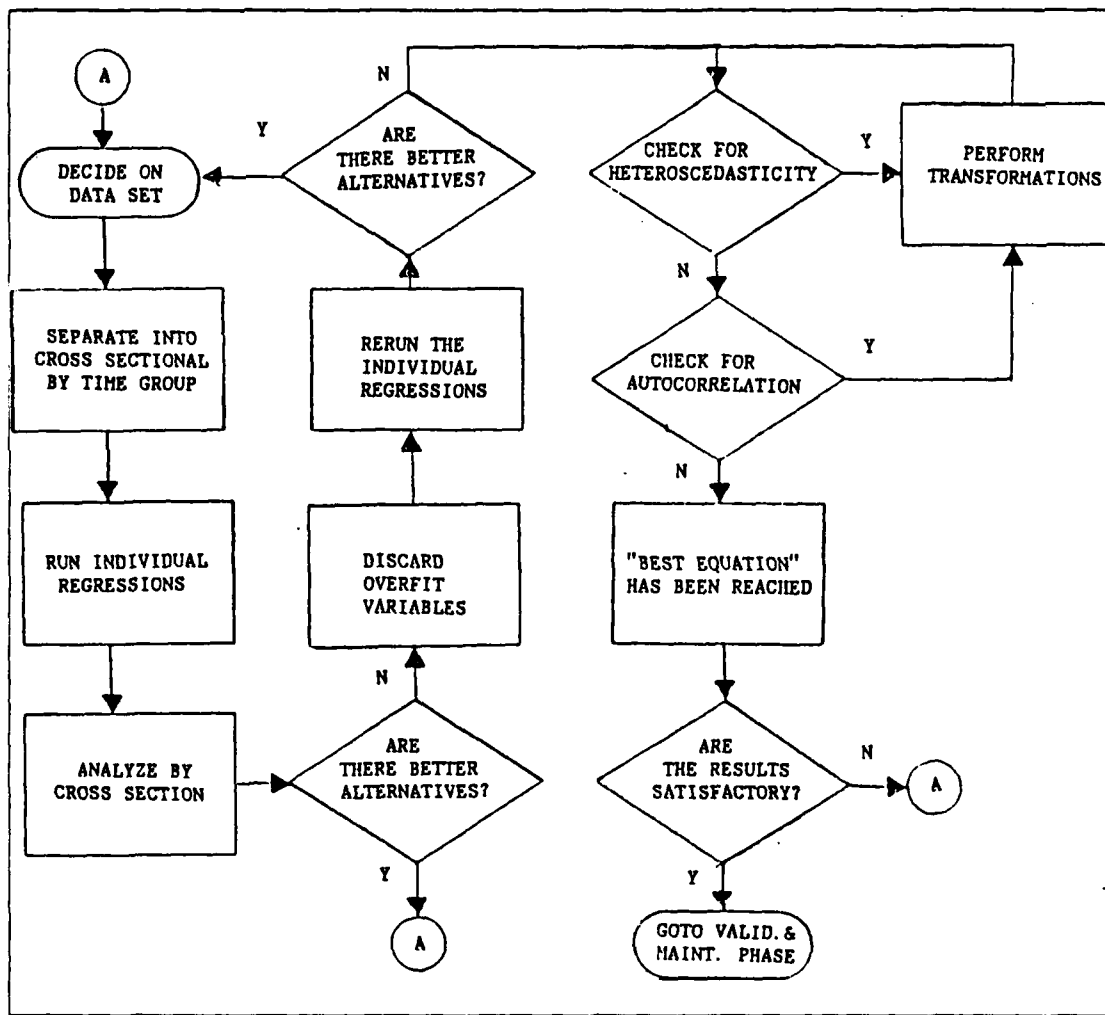 A
DECIDE ON
DATA SET
SEPARATE INTO
CROSS SECTIONAL
BY TIME GROUP
RUN INDIVIDUAL
REGRESSIONS
ANALYZE BY
CROSS SECTION
ARE
THERE BETTER
ALTERNATIVES?
Y
A
N
DISCARD
OVERFIT
VARIABLES
RERUN THE
INDIVIDUAL
REGRESSIONS
ARE
THERE BETTER
ALTERNATIVES?
Y
N
CHECK FOR
HETEROSCEDASTICITY
Y
PERFORM
TRANSFORMATIONS
N
CHECK FOR
AUTOCORRELATION
Y
N
"BEST EQUATION"
HAS BEEN REACHED
ARE
THE RESULTS
SATISFACTORY?
N
A
Y
GOTO VALID.&
MAINT. PHASE